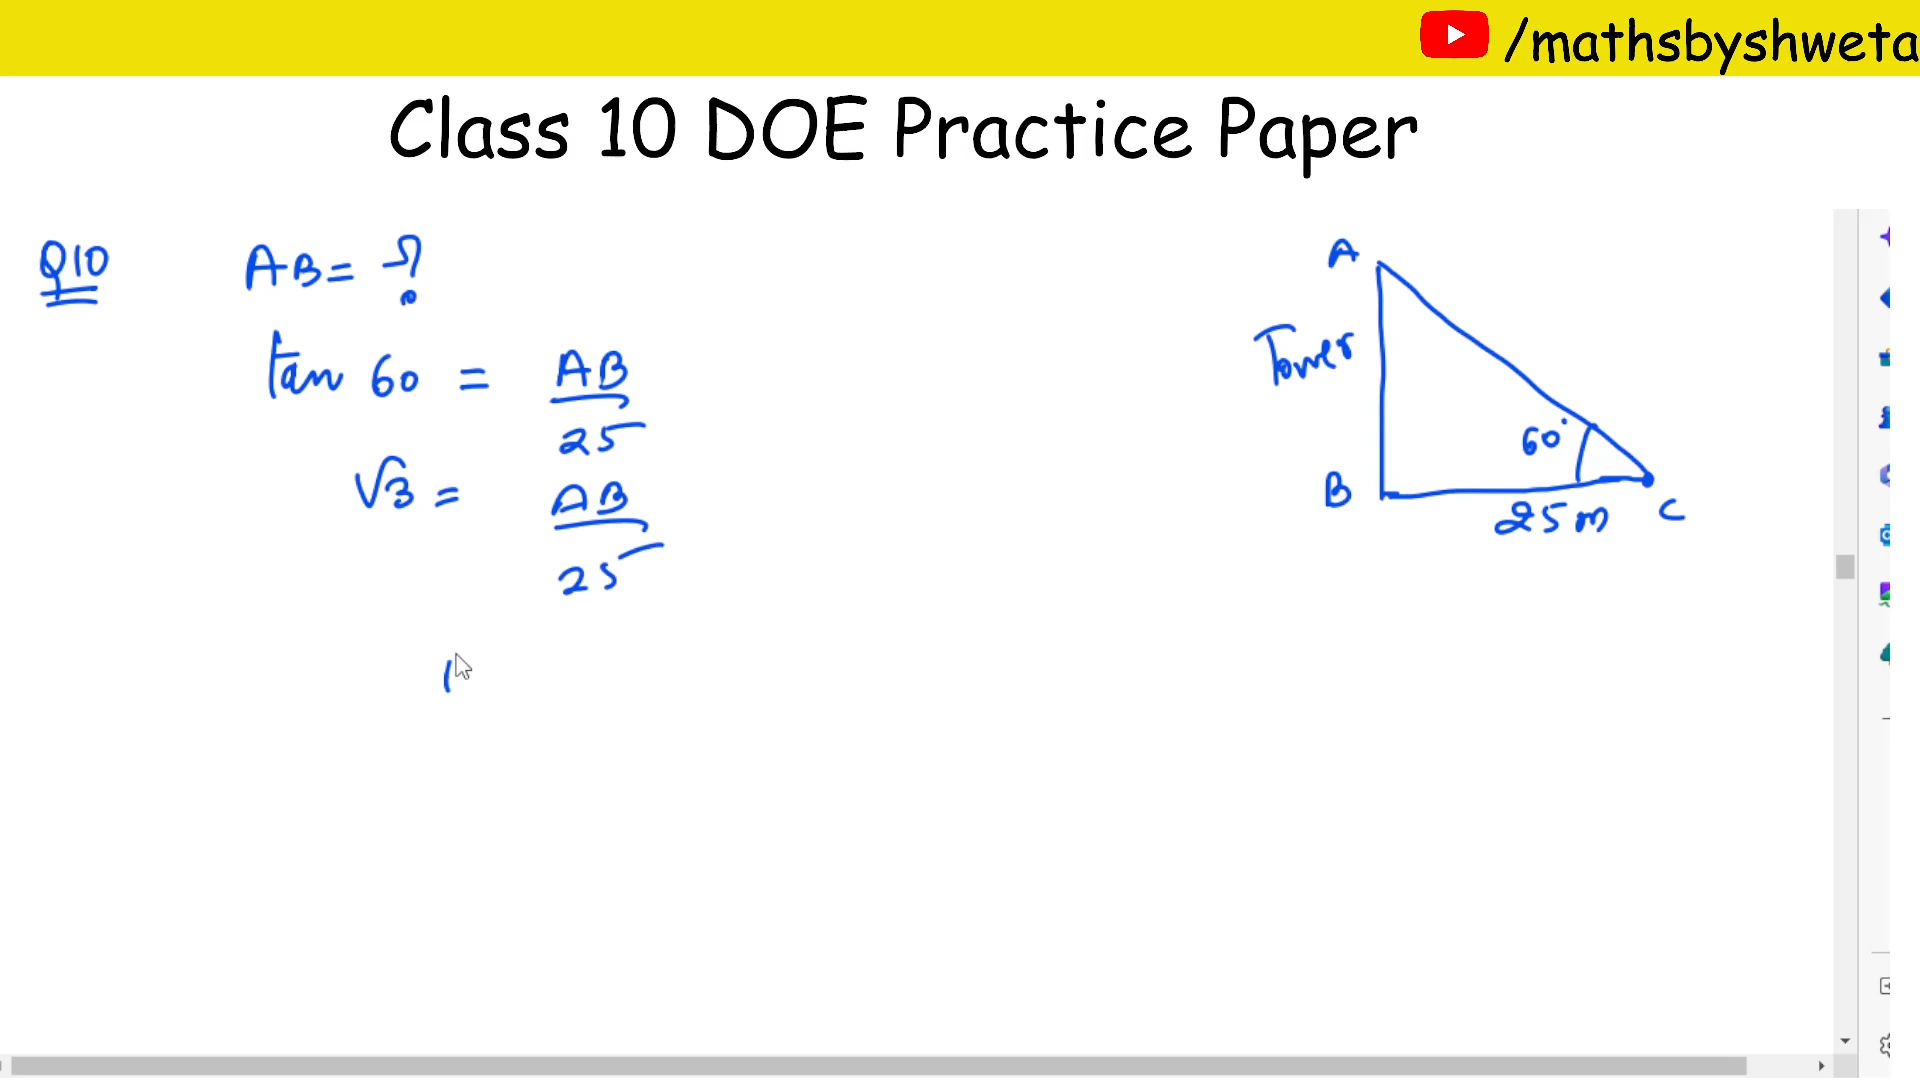 /mathsbyshweta
Class 10 DOE Practice Paper
Q10
AB = ?
tan 60 = AB
25
√3 = AB
25
A
Tower
60°
B
25 m
C